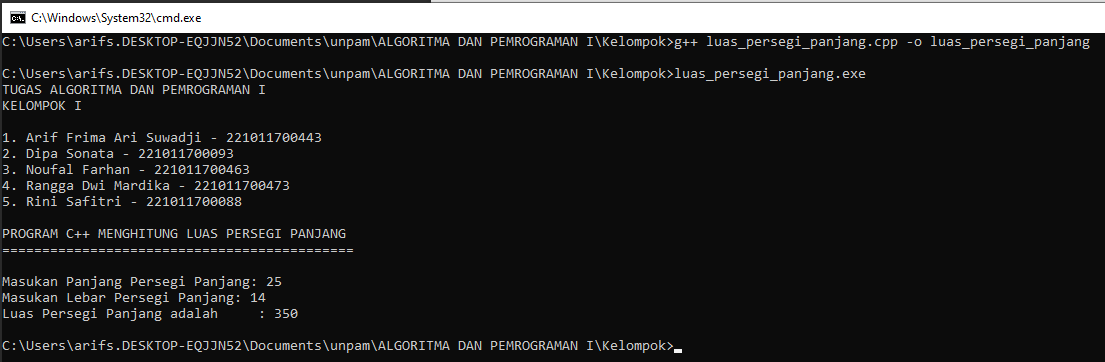 C:\Windows\System32\cmd.exe
C:\Users\arifs.DESKTOP-EQJJN52\Documents\unpam\ALGORITMA DAN PEMROGRAMAN I\Kelompok>g++ luas_persegi_panjang.cpp -o luas_persegi_panjang
C:\Users\arifs.DESKTOP-EQJJN52\Documents\unpam\ALGORITMA DAN PEMROGRAMAN I\Kelompok>luas_persegi_panjang.exe
TUGAS ALGORITMA DAN PEMROGRAMAN I
KELOMPOK I
1. Arif Frima Ari Suwadji - 221011700443
2. Dipa Sonata - 221011700093
3. Noufal Farhan - 221011700463
4. Rangga Dwi Mardika - 221011700473
5. Rini Safitri - 221011700088
PROGRAM C++ MENGHITUNG LUAS PERSEGI PANJANG
============================================
Masukan Panjang Persegi Panjang: 25
Masukan Lebar Persegi Panjang: 14
Luas Persegi Panjang adalah     : 350
C:\Users\arifs.DESKTOP-EQJJN52\Documents\unpam\ALGORITMA DAN PEMROGRAMAN I\Kelompok>